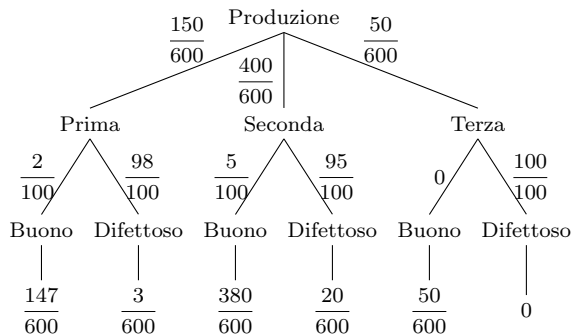 Produzione
150/600 400/600 50/600
Prima Seconda Terza
2/100 98/100 5/100 95/100 0 100/100
Buono Difettoso Buono Difettoso Buono Difettoso
147/600 3/600 380/600 20/600 50/600 0